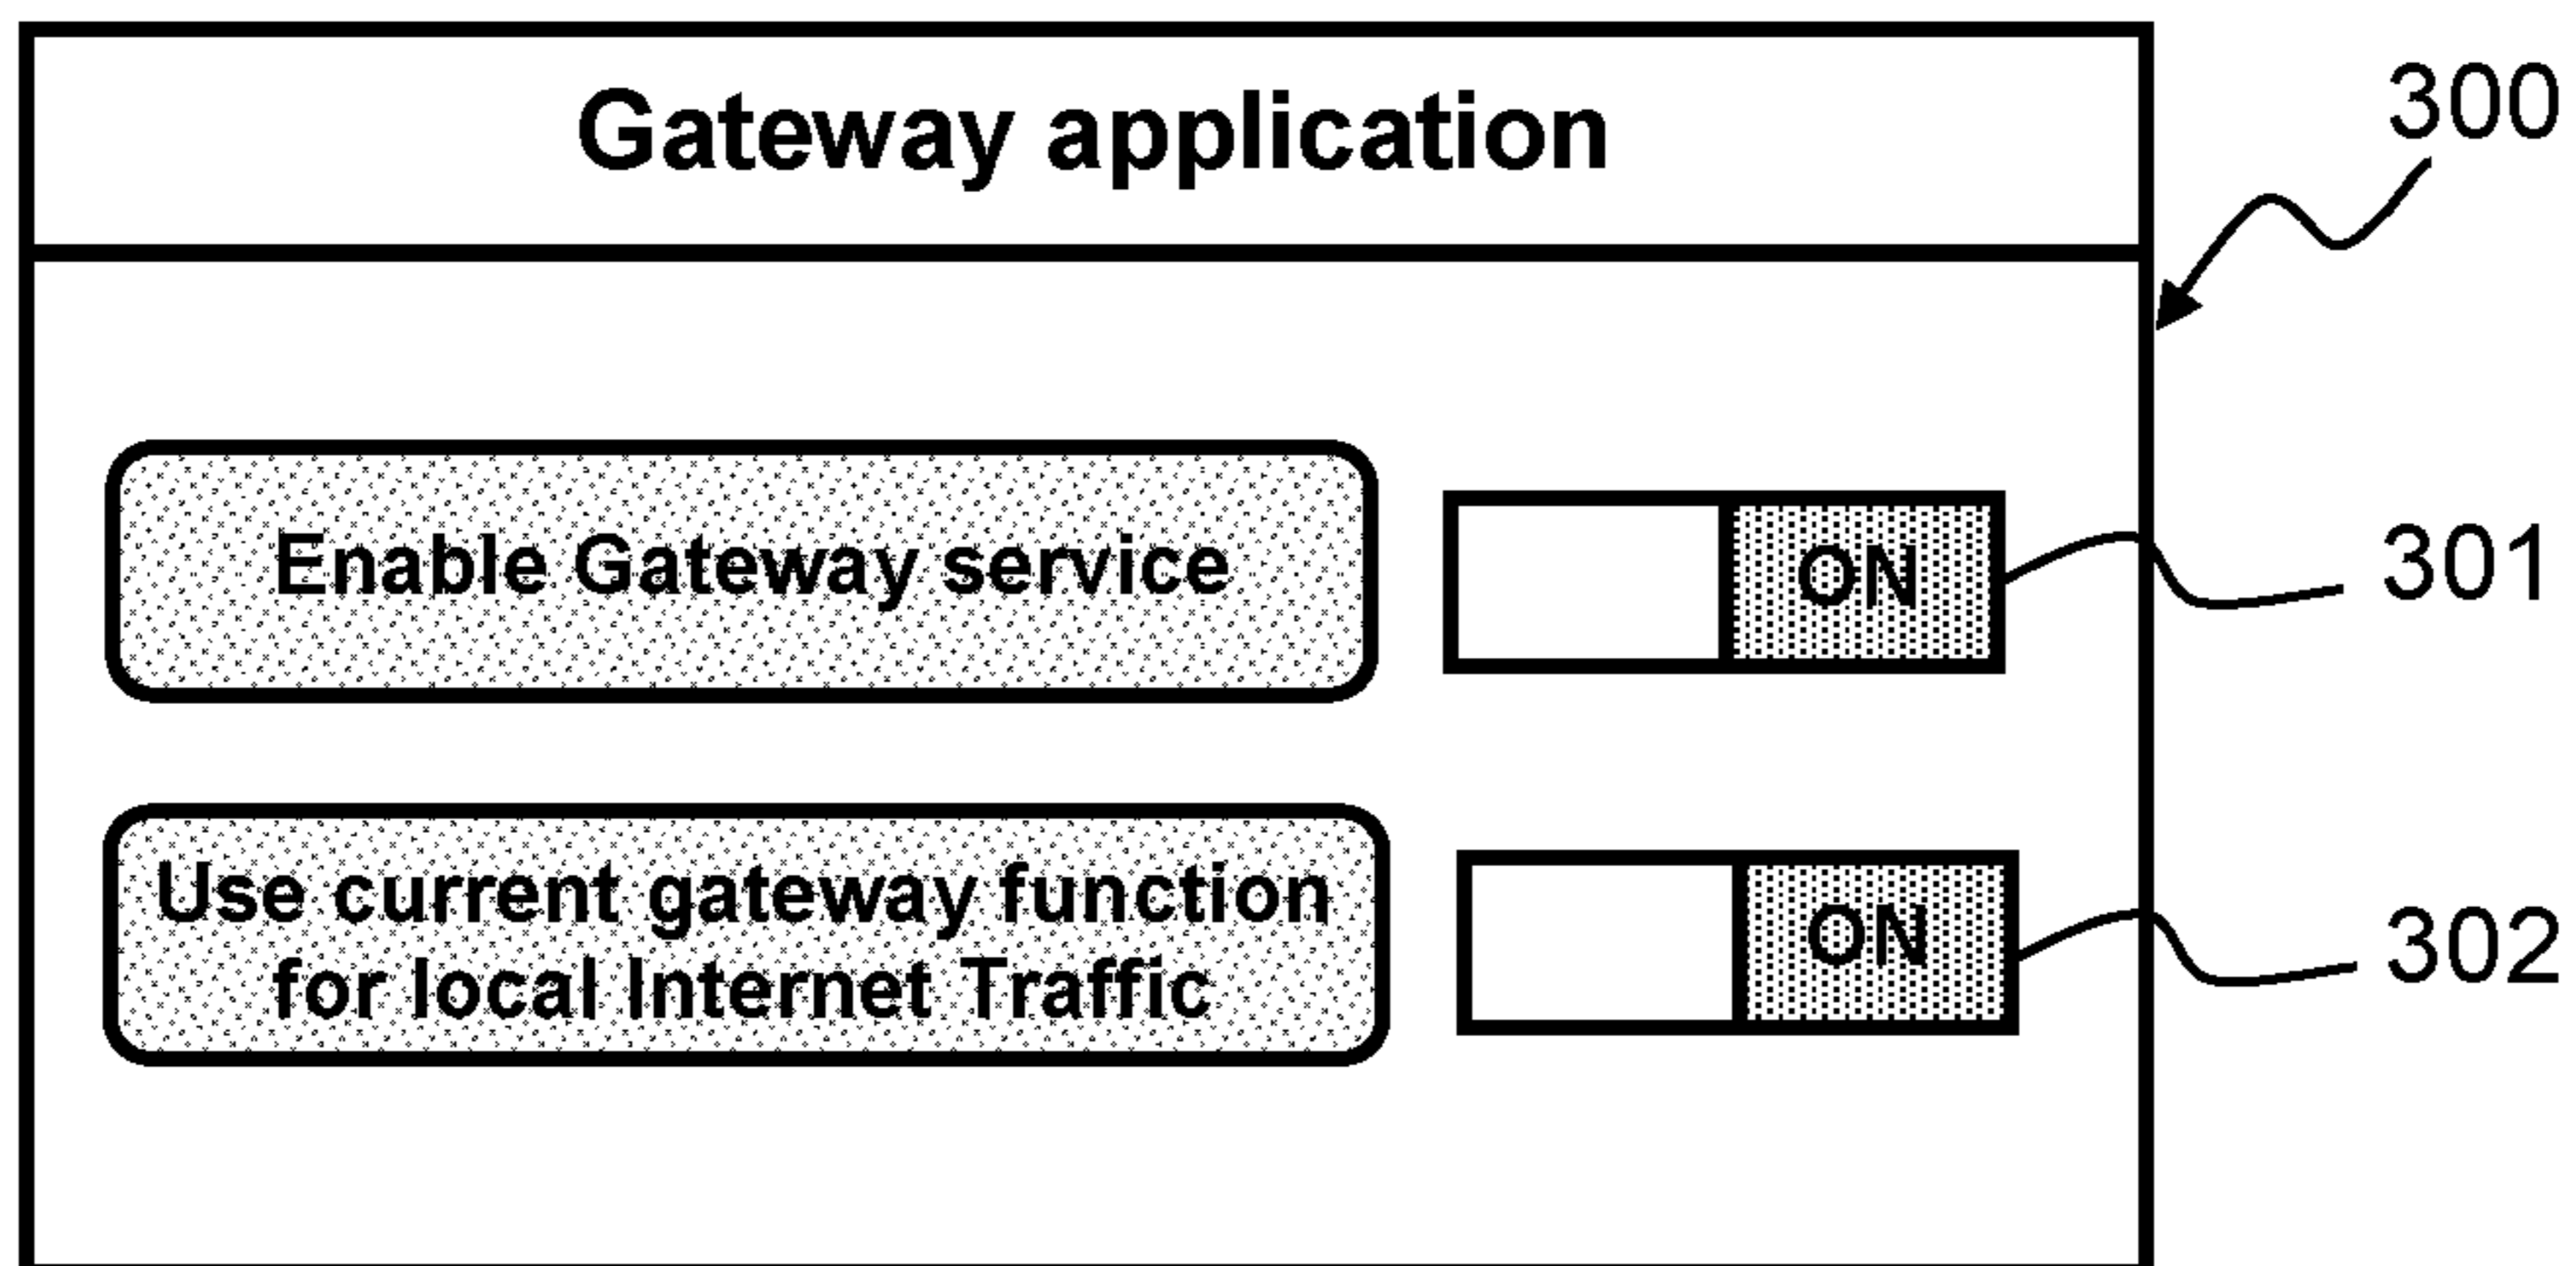 Gateway application
300
Enable Gateway service
ON
301
Use current gateway function
for local Internet Traffic
ON
302